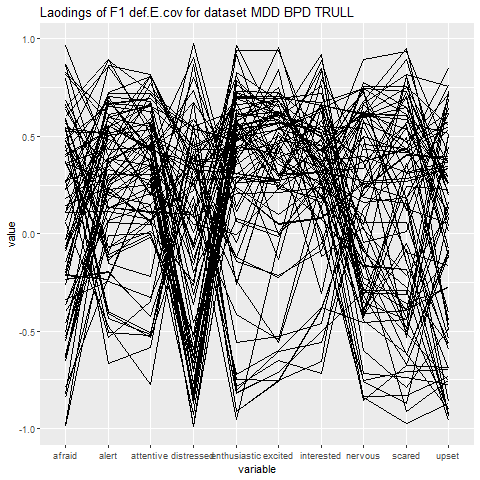 Laodings of F1 def.E.cov for dataset MDD BPD TRULL
1.0
0.5
0.0
-0.5
-1.0
value
afraid alert attentive distressed enthusiastic excited interested nervous scared upset
variable